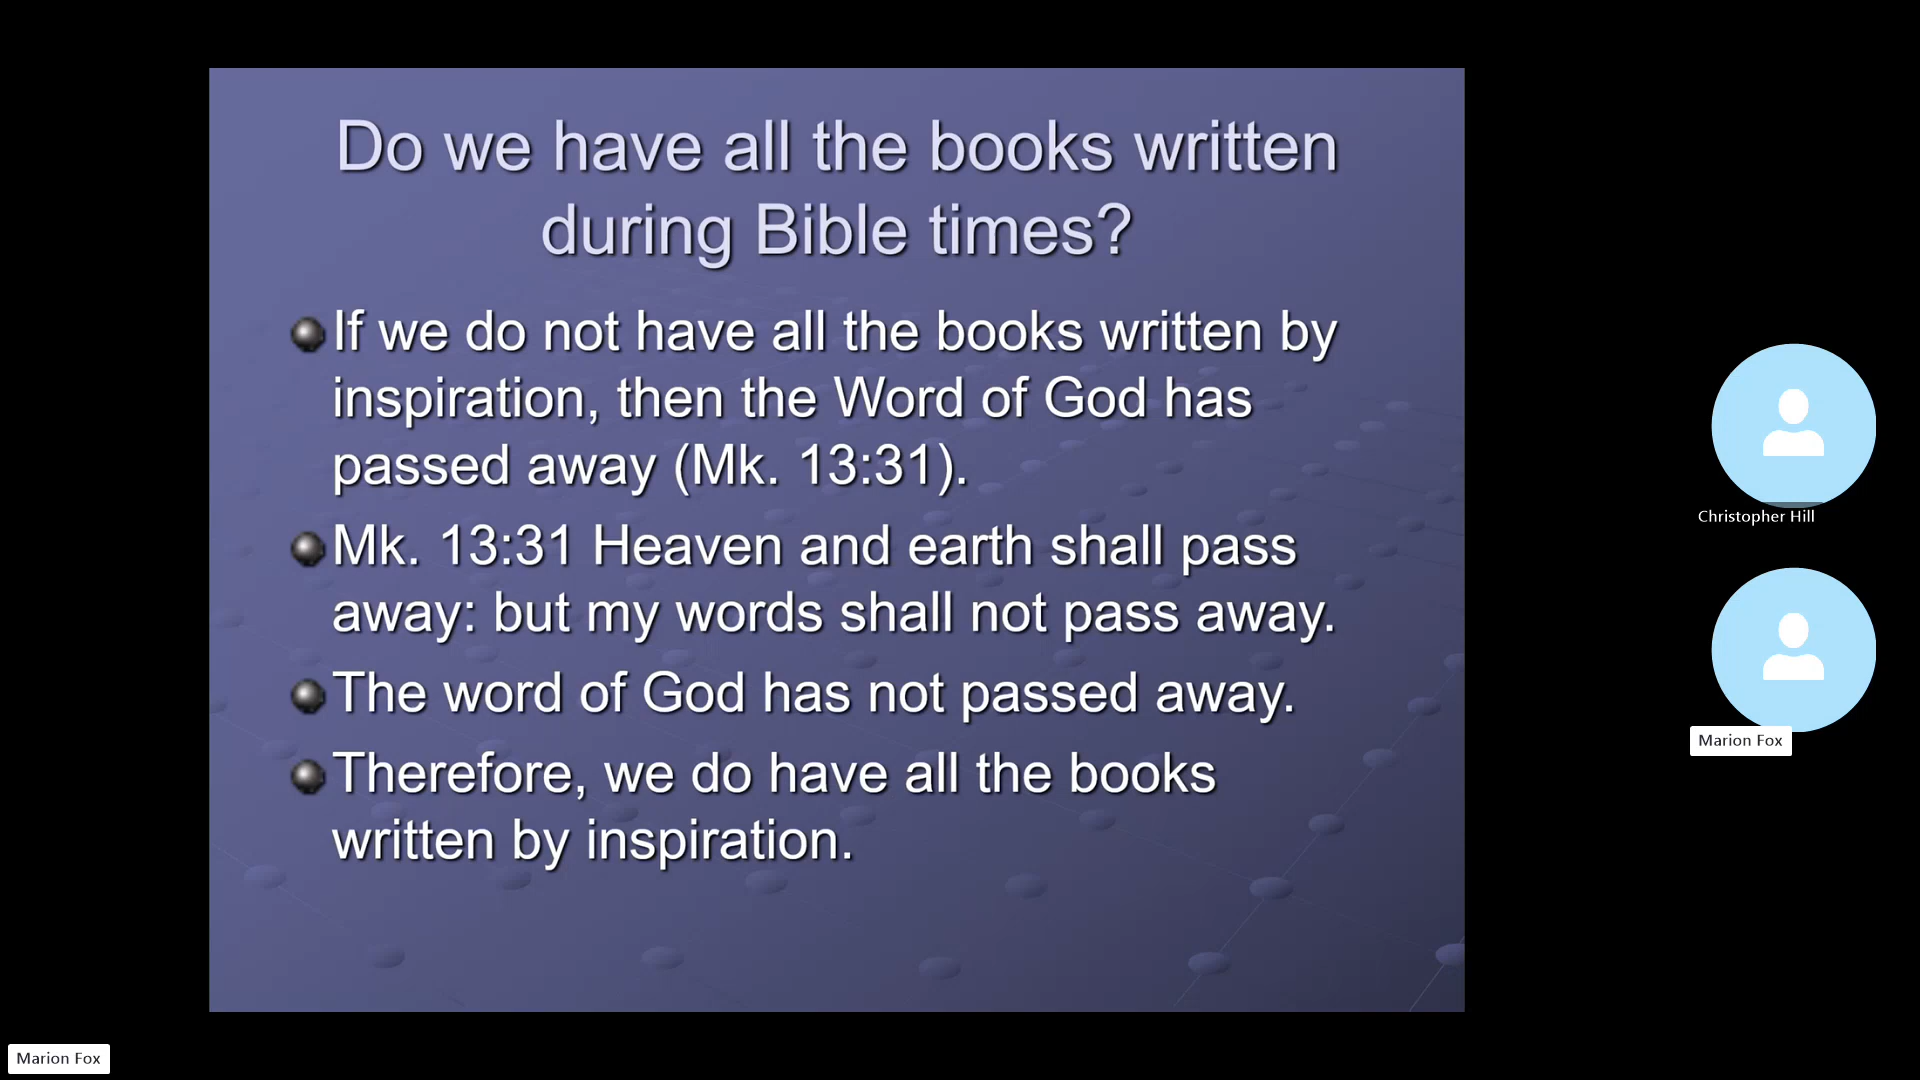 Do we have all the books written
during Bible times?
If we do not have all the books written by
inspiration, then the Word of God has
passed away (Mk. 13:31).
Mk. 13:31 Heaven and earth shall pass
away: but my words shall not pass away.
The word of God has not passed away.
Therefore, we do have all the books
written by inspiration.
Christopher Hill
Marion Fox
Marion Fox